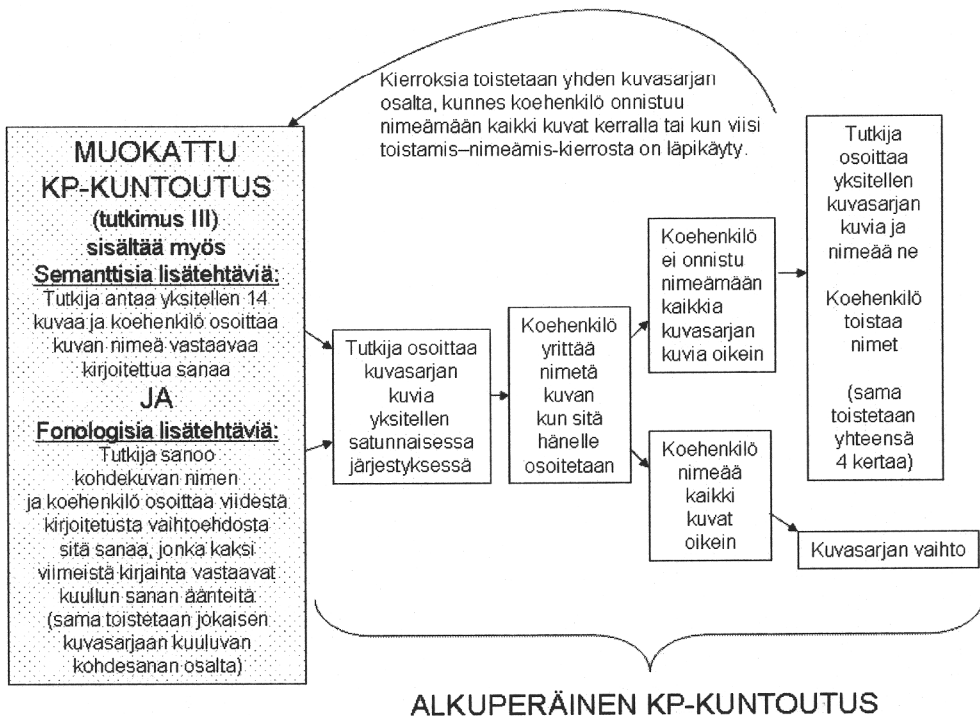 Kierroksia toistetaan yhden kuvasarjan
osalta, kunnes koehenkilö onnistuu
nimeämään kaikki kuvat kerralla tai kun viisi
toistamis–nimeämis-kierrosta on läpikäyty.
MUOKATTU
KP-KUNTOUTUS
(tutkimus III)
sisältää myös
Semanttisia lisätehtäviä:
Tutkija antaa yksitellen 14
kuvaa ja koehenkilö osoittaa
kuvan nimeä vastaavaa
kirjoitettua sanaa
JA
Fonologisia lisätehtäviä:
Tutkija sanoo
kohdekuvan nimen
ja koehenkilö osoittaa viidestä
kirjoitetusta vaihtoehdosta
sitä sanaa, jonka kaksi
viimeistä kirjainta vastaavat
kuullun sanan äänteitä
(sama toistetaan jokaisen
kuvasarjaan kuuluvan
kohdesanan osalta)
Tutkija osoittaa
kuvasarjan
kuvia
yksitellen
satunnaisessa
järjestyksessä
Koehenkilö
yrittää
nimetä
kuvan
kun sitä
hänelle
osoitetaan
Koehenkilö
ei onnistu
nimeämään
kaikkia
kuvasarjan
kuvia oikein
Koehenkilö
nimeää
kaikki
kuvat
oikein
Tutkija
osoittaa
yksitellen
kuvasarjan
kuvia ja
nimeää ne
Koehenkilö
toistaa
nimet
(sama
toistetaan
yhteensä
4 kertaa)
Kuvasarjan vaihto
ALKUPERÄINEN KP-KUNTOUTUS